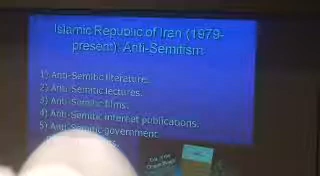 Islamic Republic of Iran (1979-
present): Anti-Semitism
1) Anti-Semitic literature.
2) Anti-Semitic lectures.
3) Anti-Semitic films.
4) Anti-Semitic internet publications.
5) Anti-Semitic government